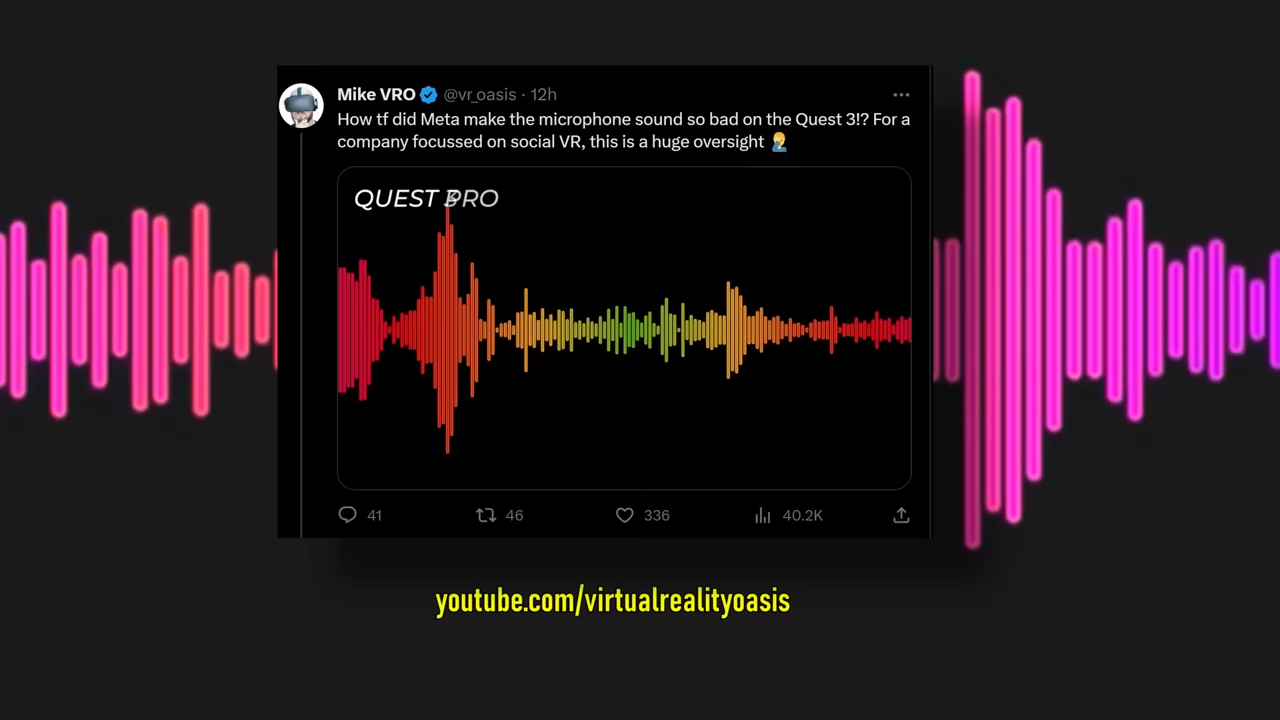 Mike VRO @vr_oasis · 12h
How tf did Meta make the microphone sound so bad on the Quest 3!? For a
company focussed on social VR, this is a huge oversight 🤦‍♂️
QUEST PRO
41 46 336 40.2K
youtube.com/virtualrealityoasis